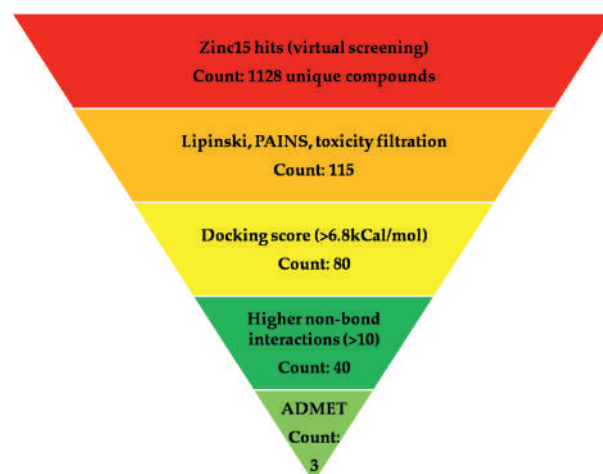 Zinc15 hits (virtual screening)
Count: 1128 unique compounds
Lipinski, PAINS, toxicity filtration
Count: 115
Docking score (>6.8kCal/mol)
Count: 80
Higher non-bond
interactions (>10)
Count: 40
ADMET
Count:
3